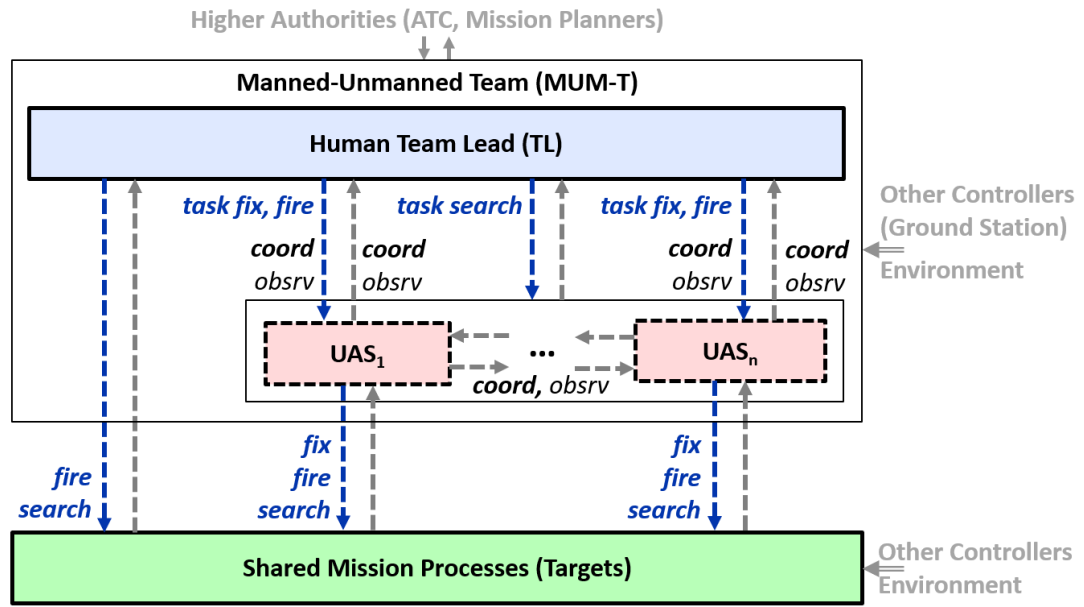 Higher Authorities (ATC, Mission Planners)
Manned-Unmanned Team (MUM-T)
Human Team Lead (TL)
task fix, fire
task search
task fix, fire
coord
obsrv
coord
obsrv
coord
obsrv
coord
obsrv
Other Controllers
(Ground Station)
Environment
UAS1
...
UASn
coord, obsrv
fire
search
fix
fire
search
fix
fire
search
Shared Mission Processes (Targets)
Other Controllers
Environment